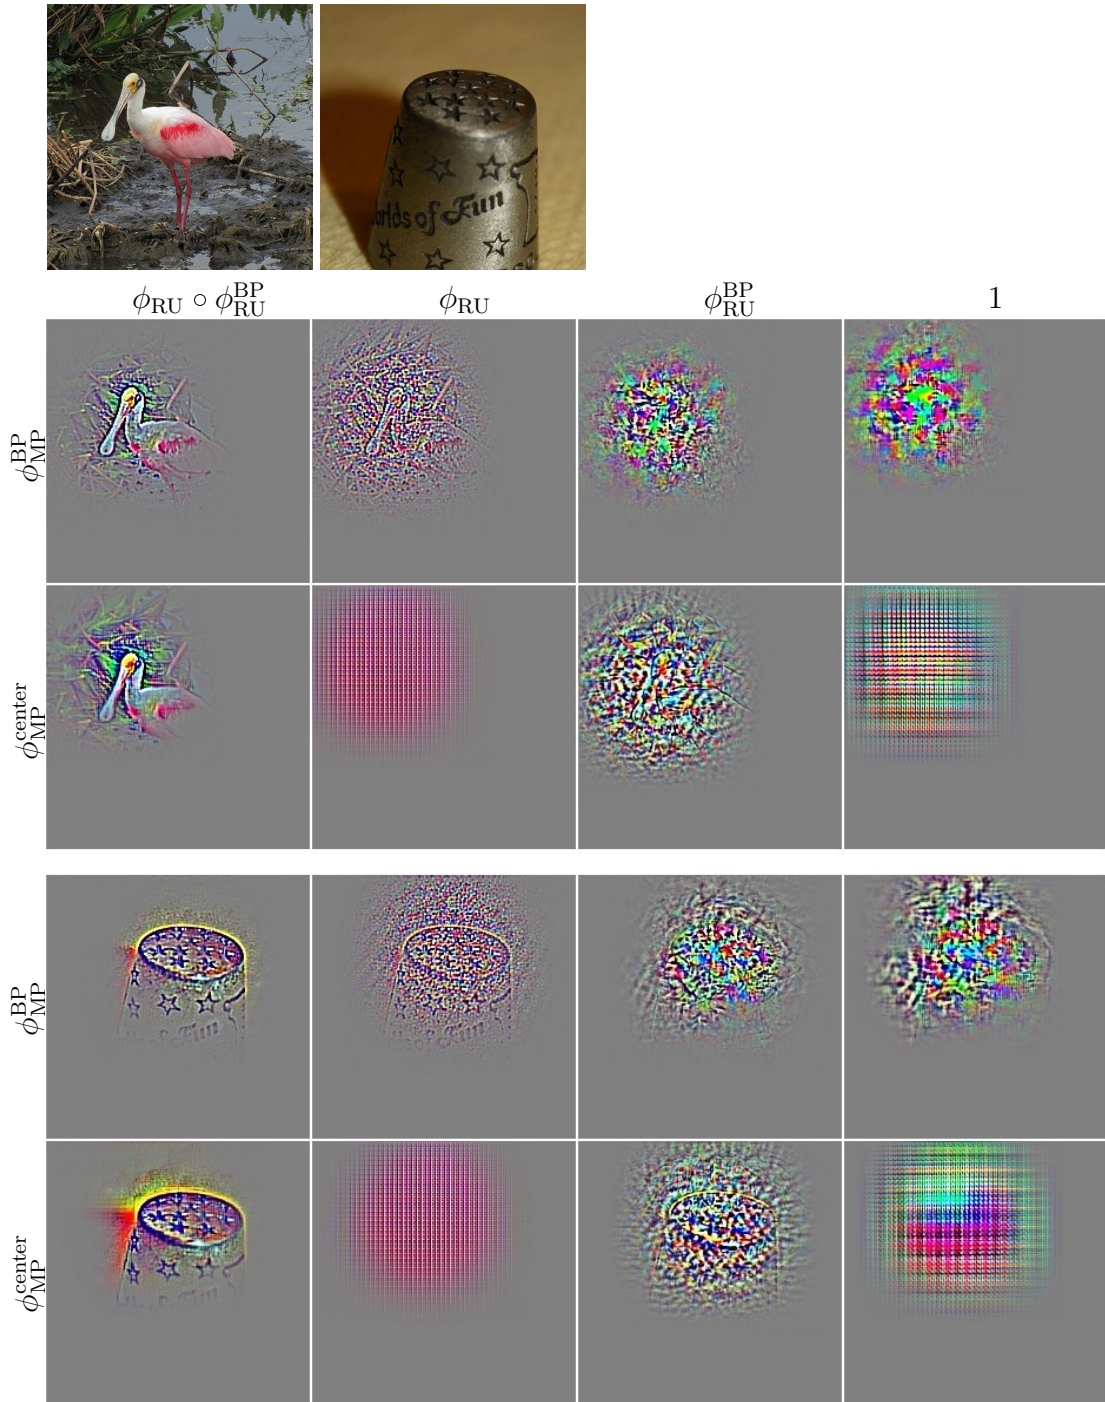 orlds of Fun
ϕ_RU ∘ ϕ_RU^BP ϕ_RU ϕ_RU^BP 1
ϕ_MP^BP
ϕ_MP^center
ϕ_MP^BP
ϕ_MP^center